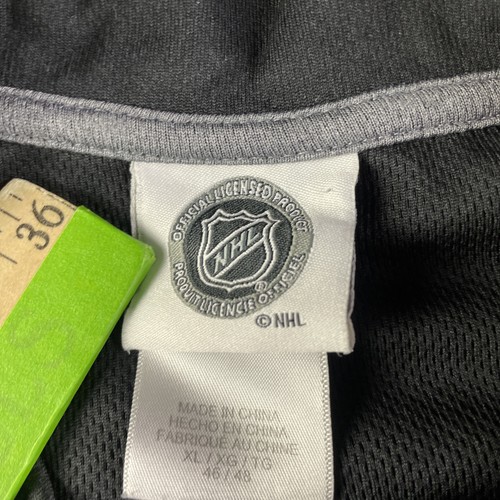 OFFICIAL LICENSED PRODUCT
NHL
PRODUIT LICENCIÉ OFFICIEL
®
© NHL
MADE IN CHINA
HECHO EN CHINA
FABRIQUÉ AU CHINE
XL / XG / TG
46 / 48
36